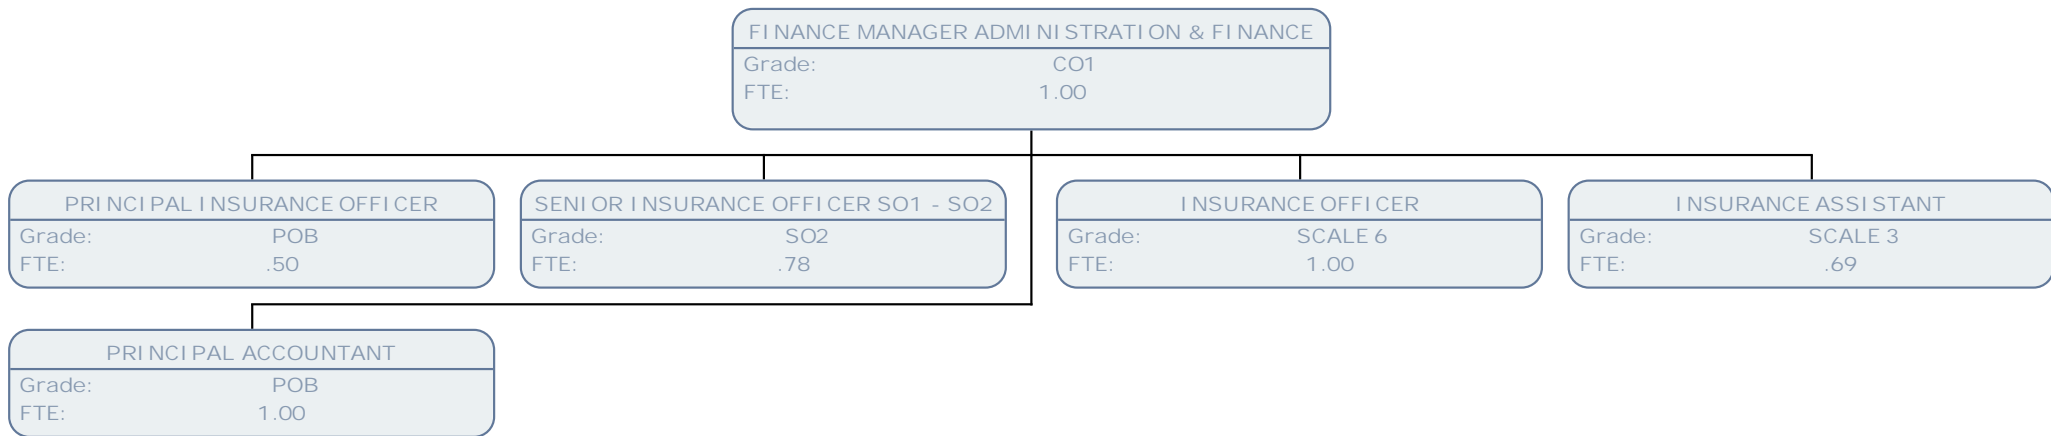 FINANCE MANAGER ADMINISTRATION & FINANCE
Grade: CO1
FTE: 1.00
PRINCIPAL INSURANCE OFFICER
Grade: POB
FTE: .50
SENIOR INSURANCE OFFICER SO1 - SO2
Grade: SO2
FTE: .78
INSURANCE OFFICER
Grade: SCALE 6
FTE: 1.00
INSURANCE ASSISTANT
Grade: SCALE 3
FTE: .69
PRINCIPAL ACCOUNTANT
Grade: POB
FTE: 1.00